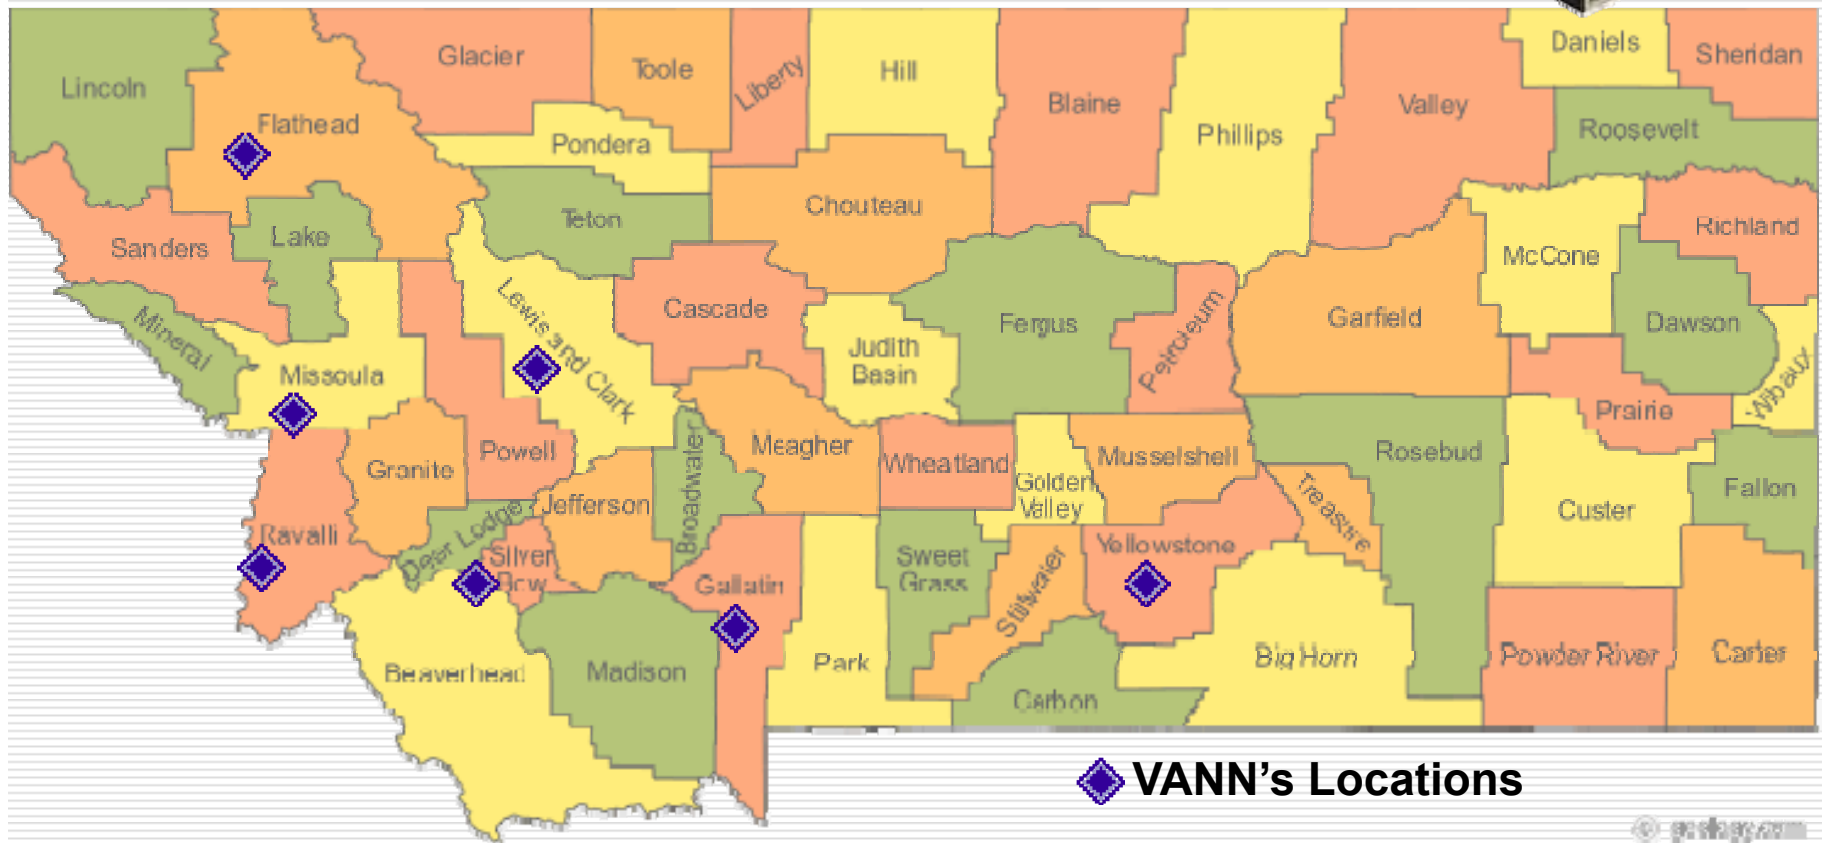 Daniels
Sheridan
Glacier
Toole
Liberty
Hill
Lincoln
Blaine
Valley
Flathead
Roosevelt
Phillips
Pondera
Chouteau
Teton
Richland
Lake
Sanders
McCone
Lewis and Clark
Cascade
Garfield
Fergus
Dawson
Petroleum
Mineral
Judith
Basin
Missoula
Wibaux
Prairie
Meagher
Powell
Rosebud
Musselshell
Wheatland
Granite
Broadwater
Golden
Valley
Treasure
Fallon
Jefferson
Custer
Ravalli
Deer Lodge
Silver
Bow
Yellowstone
Sweet
Grass
Gallatin
Stillwater
Carter
Powder River
Big Horn
Park
Beaverhead
Madison
Carbon
VANN's Locations
© geology.com